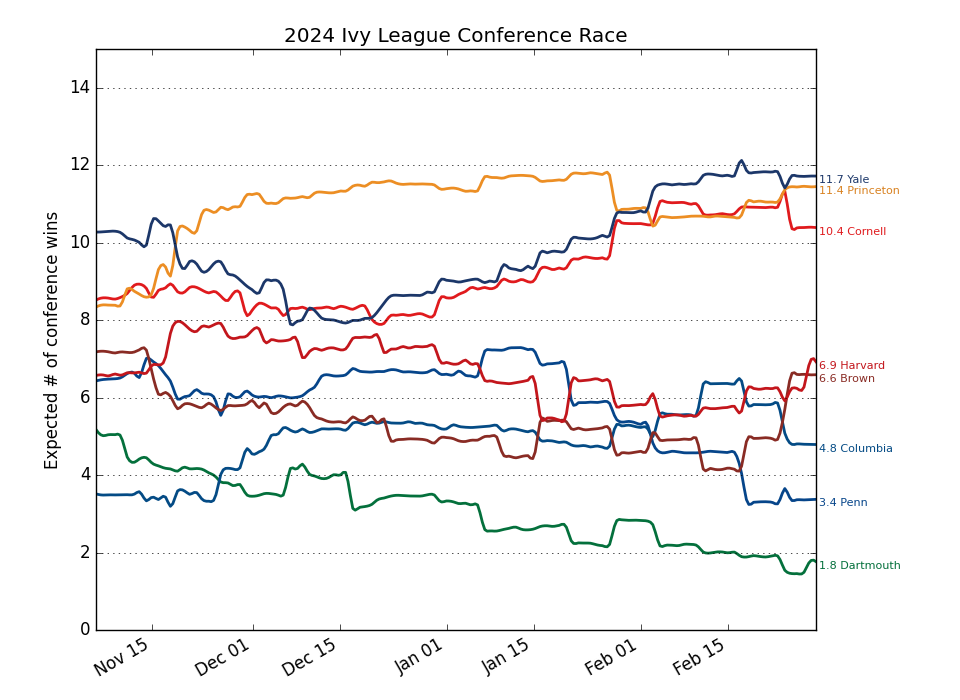 2024 Ivy League Conference Race
Expected # of conference wins
14
12
10
8
6
4
2
0
Nov 15
Dec 01
Dec 15
Jan 01
Jan 15
Feb 01
Feb 15
11.7 Yale
11.4 Princeton
10.4 Cornell
6.9 Harvard
6.6 Brown
4.8 Columbia
3.4 Penn
1.8 Dartmouth